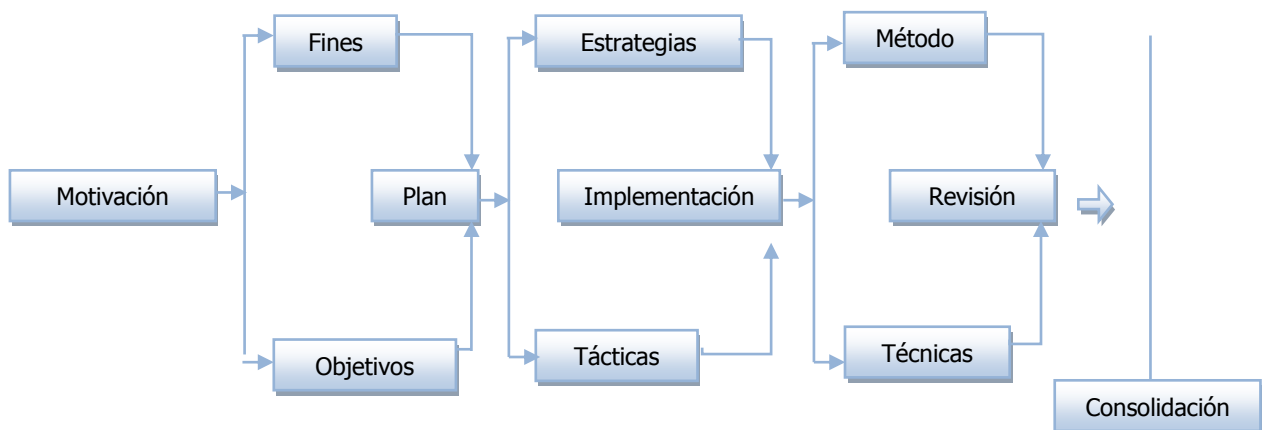 Fines
Estrategias
Método
Motivación
Plan
Implementación
Revisión
Objetivos
Tácticas
Técnicas
Consolidación